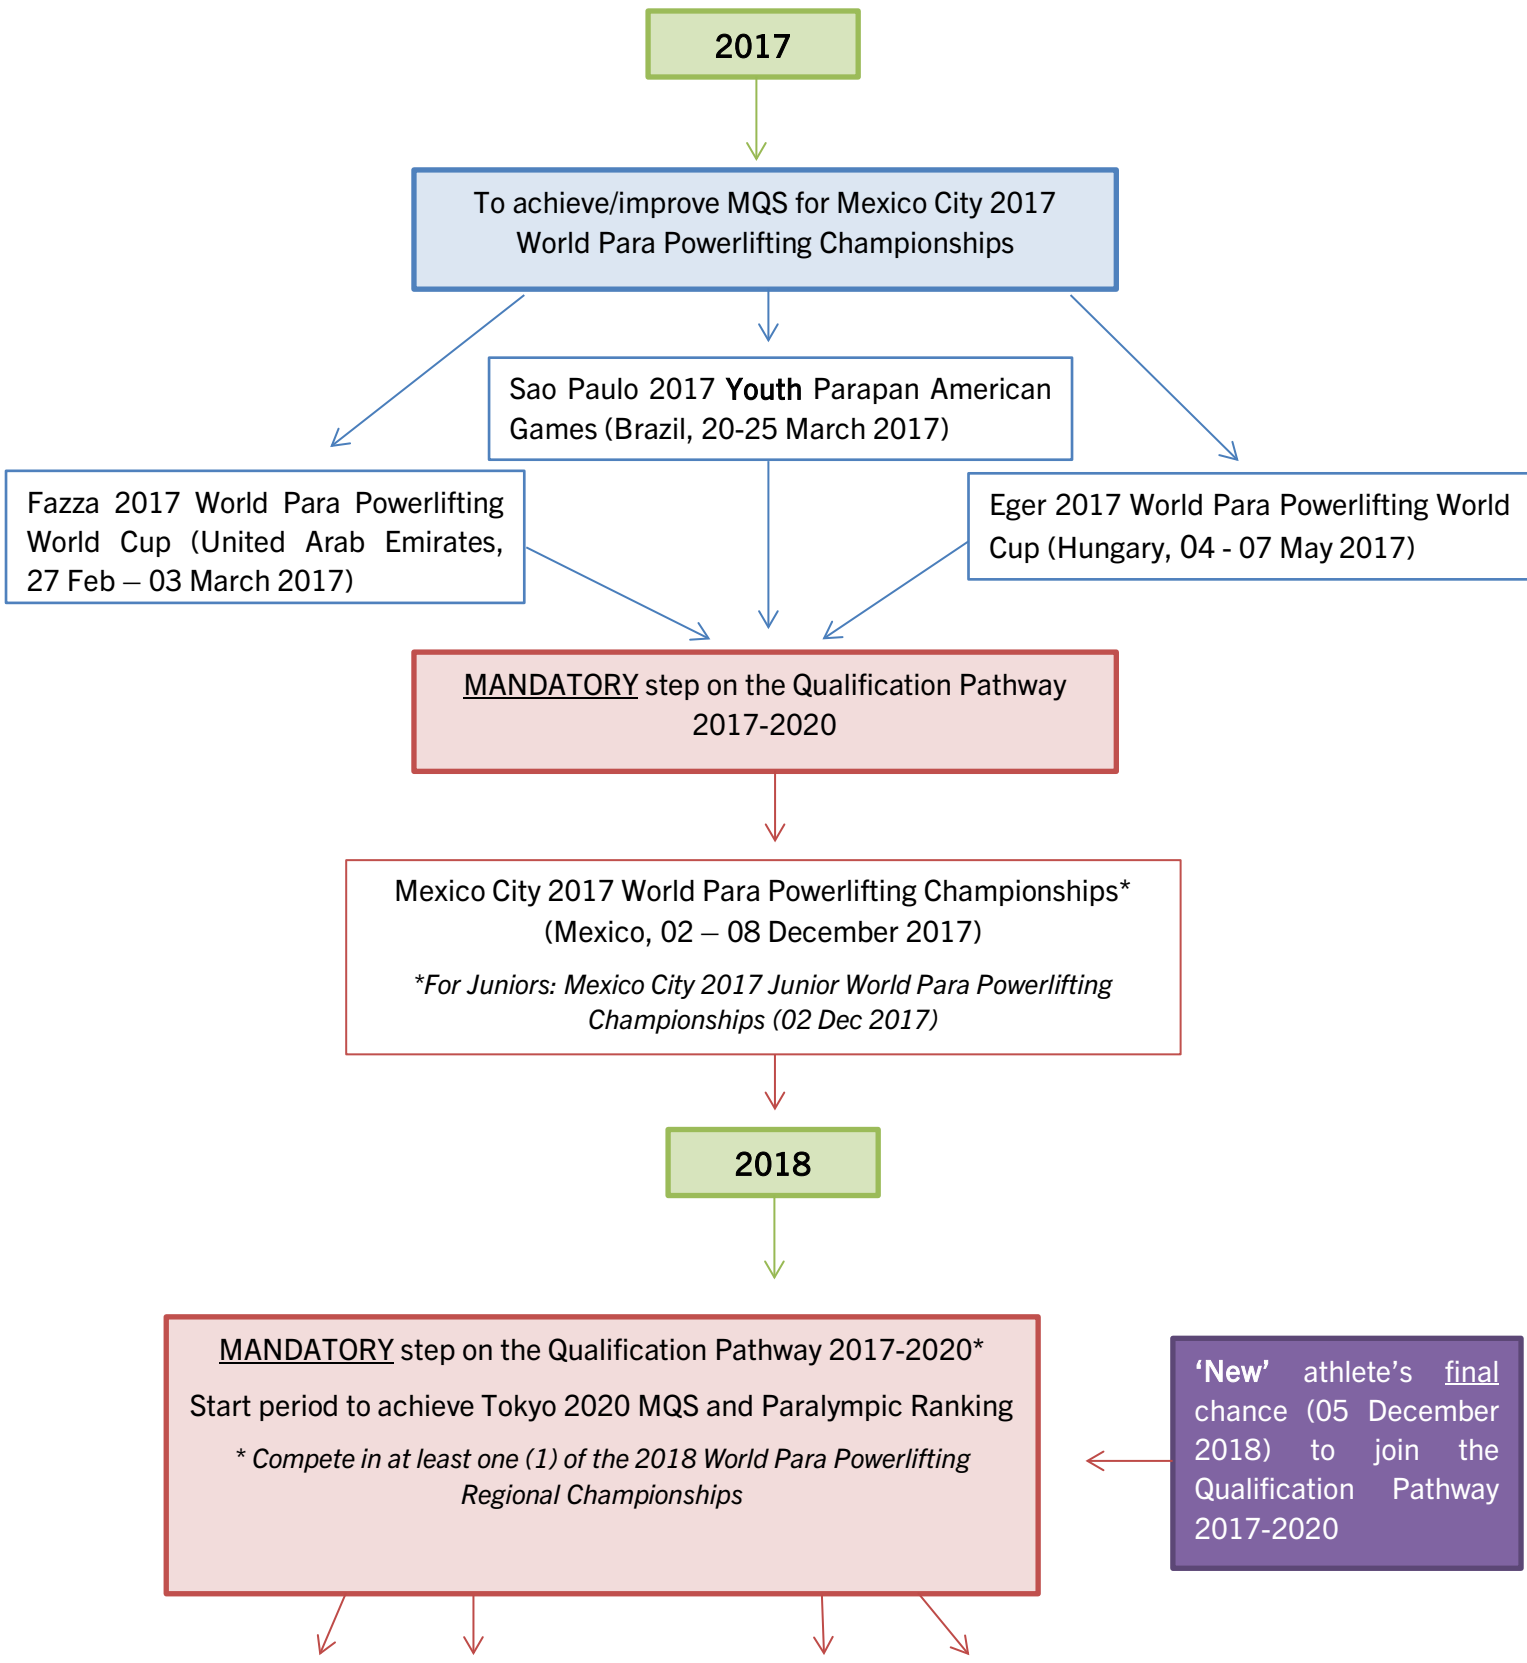 2017
To achieve/improve MQS for Mexico City 2017
World Para Powerlifting Championships
Sao Paulo 2017 Youth Parapan American
Games (Brazil, 20-25 March 2017)
Fazza 2017 World Para Powerlifting
World Cup (United Arab Emirates,
27 Feb – 03 March 2017)
Eger 2017 World Para Powerlifting World
Cup (Hungary, 04 - 07 May 2017)
MANDATORY step on the Qualification Pathway
2017-2020
Mexico City 2017 World Para Powerlifting Championships*
(Mexico, 02 – 08 December 2017)
*For Juniors: Mexico City 2017 Junior World Para Powerlifting
Championships (02 Dec 2017)
2018
MANDATORY step on the Qualification Pathway 2017-2020*
Start period to achieve Tokyo 2020 MQS and Paralympic Ranking
* Compete in at least one (1) of the 2018 World Para Powerlifting
Regional Championships
‘New’ athlete’s final
chance (05 December
2018) to join the
Qualification Pathway
2017-2020